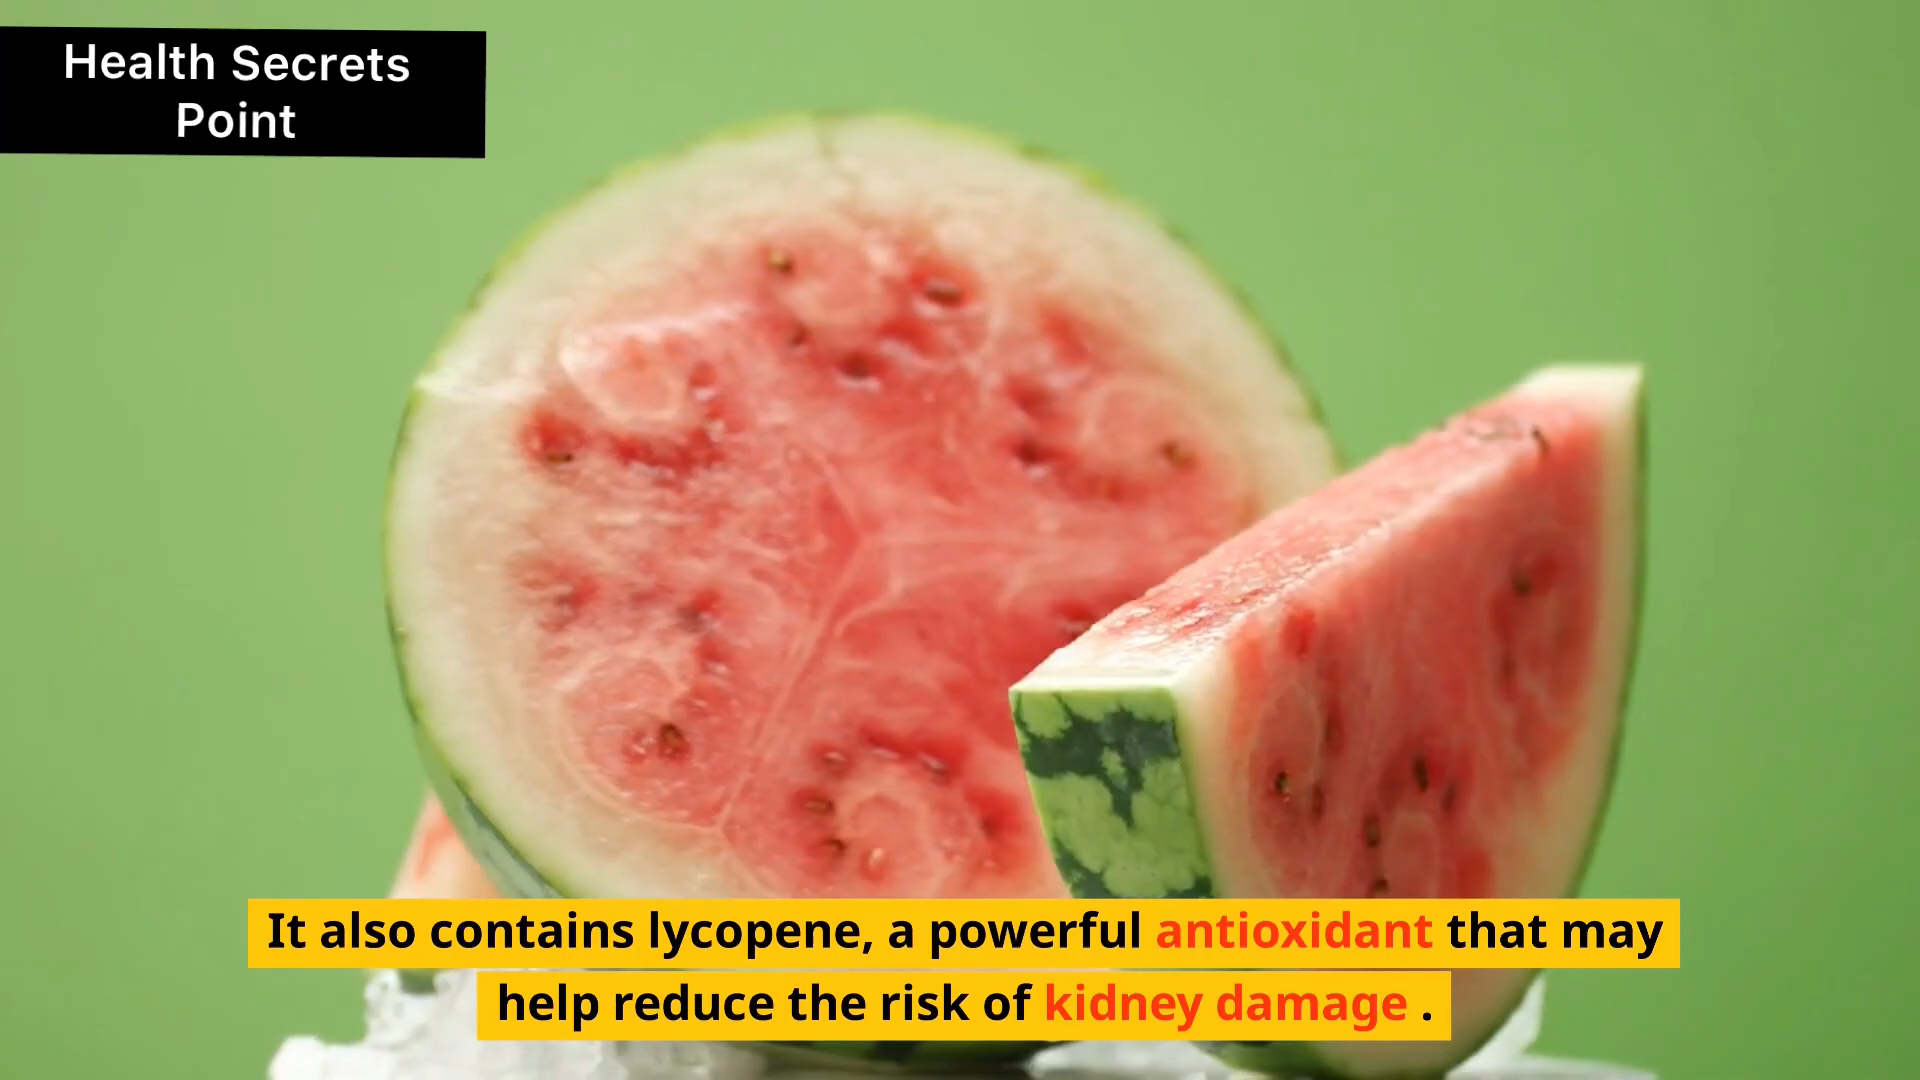 Health Secrets
Point
It also contains lycopene, a powerful antioxidant that may
help reduce the risk of kidney damage .